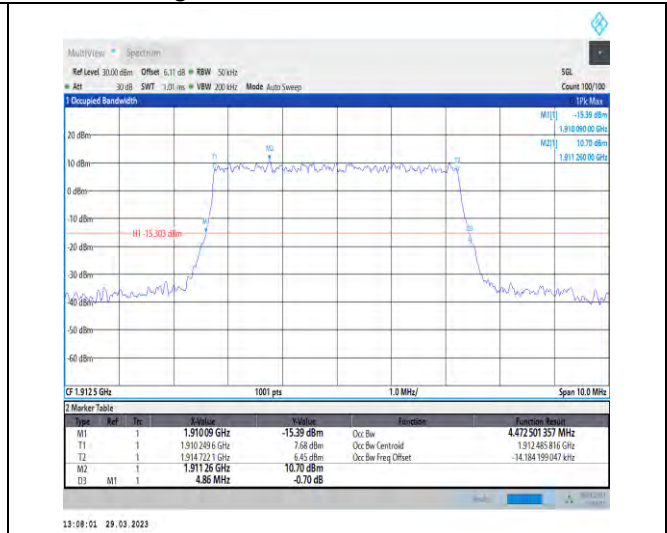 MultiView Spectrum
Ref Level 30.00 dBm Offset 6.11 dB RBW 50 kHz SGL
Att 30 dB SWT 1.01 ms VBW 200 kHz Mode Auto Sweep Count 100/100
1 Occupied Bandwidth 1Pk Max
M1[1] -15.39 dBm
1.910 090 00 GHz
M2[1] 10.70 dBm
1.911 260 00 GHz
20 dBm
M2
T1 T2
10 dBm
0 dBm
-10 dBm
M1
H1 -15.303 dBm
D3
-20 dBm
-30 dBm
-40 dBm
-50 dBm
-60 dBm
CF 1.912 5 GHz 1001 pts 1.0 MHz/ Span 10.0 MHz
2 Marker Table
Type Ref Trc X-Value Y-Value Function Function Result
M1 1 1.910 09 GHz -15.39 dBm Occ Bw 4.472 501 357 MHz
T1 1 1.910 249 6 GHz 7.68 dBm Occ Bw Centroid 1.912 485 816 GHz
T2 1 1.914 722 1 GHz 6.45 dBm Occ Bw Freq Offset -14.184 199 047 kHz
M2 1 1.911 26 GHz 10.70 dBm
D3 M1 1 4.86 MHz -0.70 dB
13:08:01 29.03.2023